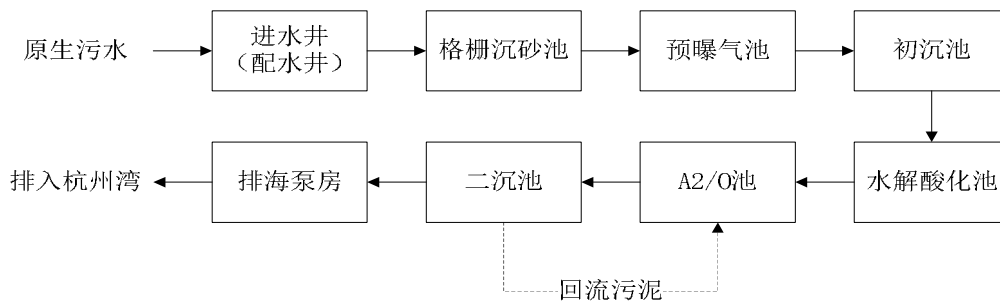 原生污水
进水井
（配水井）
格栅沉砂池
预曝气池
初沉池
排入杭州湾
排海泵房
二沉池
A2/O池
水解酸化池
回流污泥